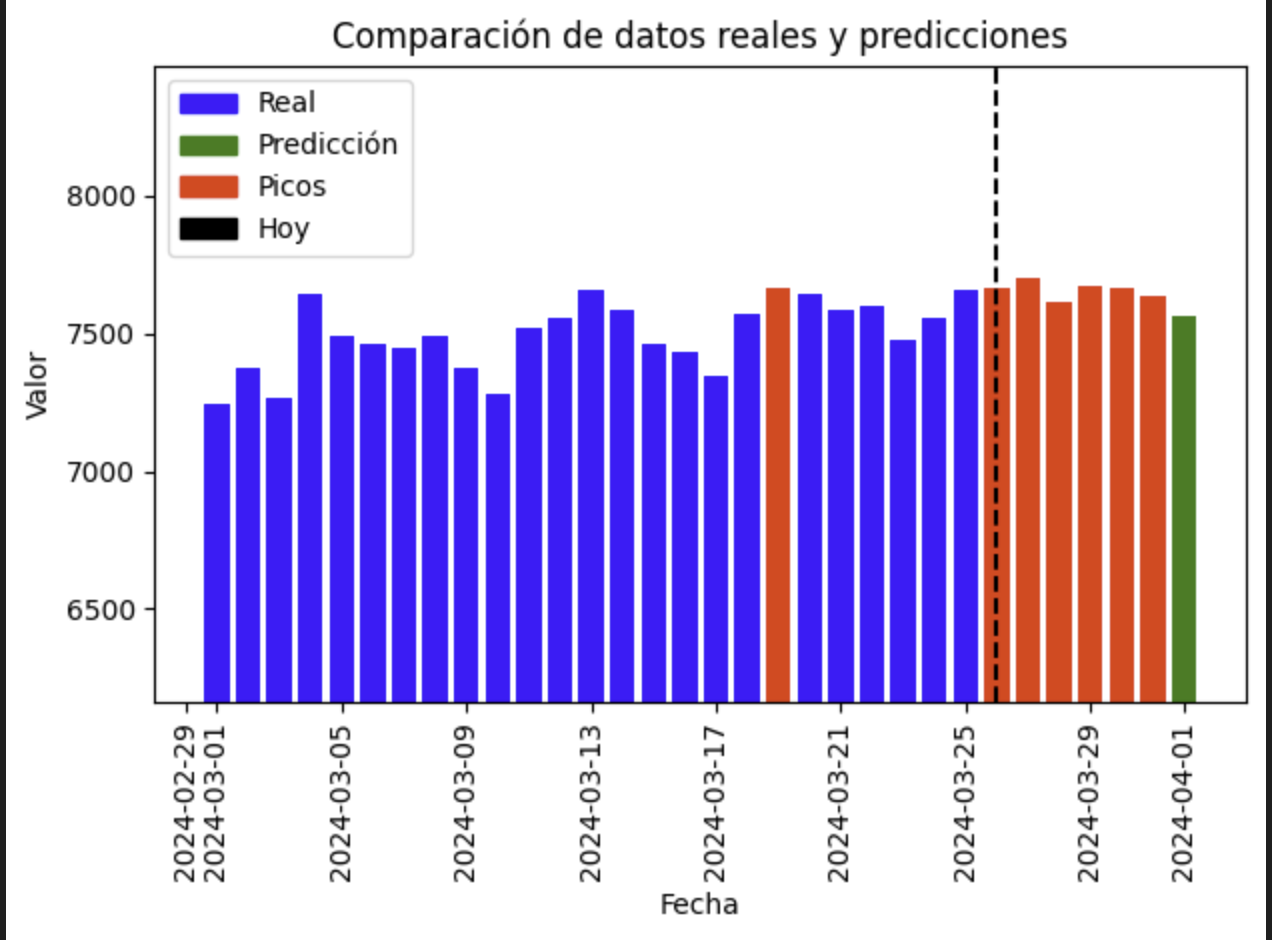 Comparación de datos reales y predicciones
Real
Predicción
Picos
Hoy
8000
7500
7000
6500
Valor
2024-02-29
2024-03-01
2024-03-05
2024-03-09
2024-03-13
2024-03-17
2024-03-21
2024-03-25
2024-03-29
2024-04-01
Fecha